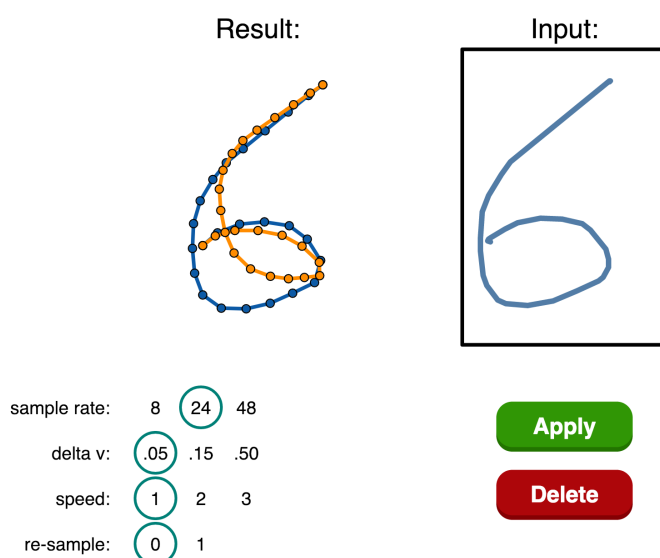 Result: Input:
sample rate: 8 24 48
delta v: .05 .15 .50
speed: 1 2 3
re-sample: 0 1
Apply
Delete